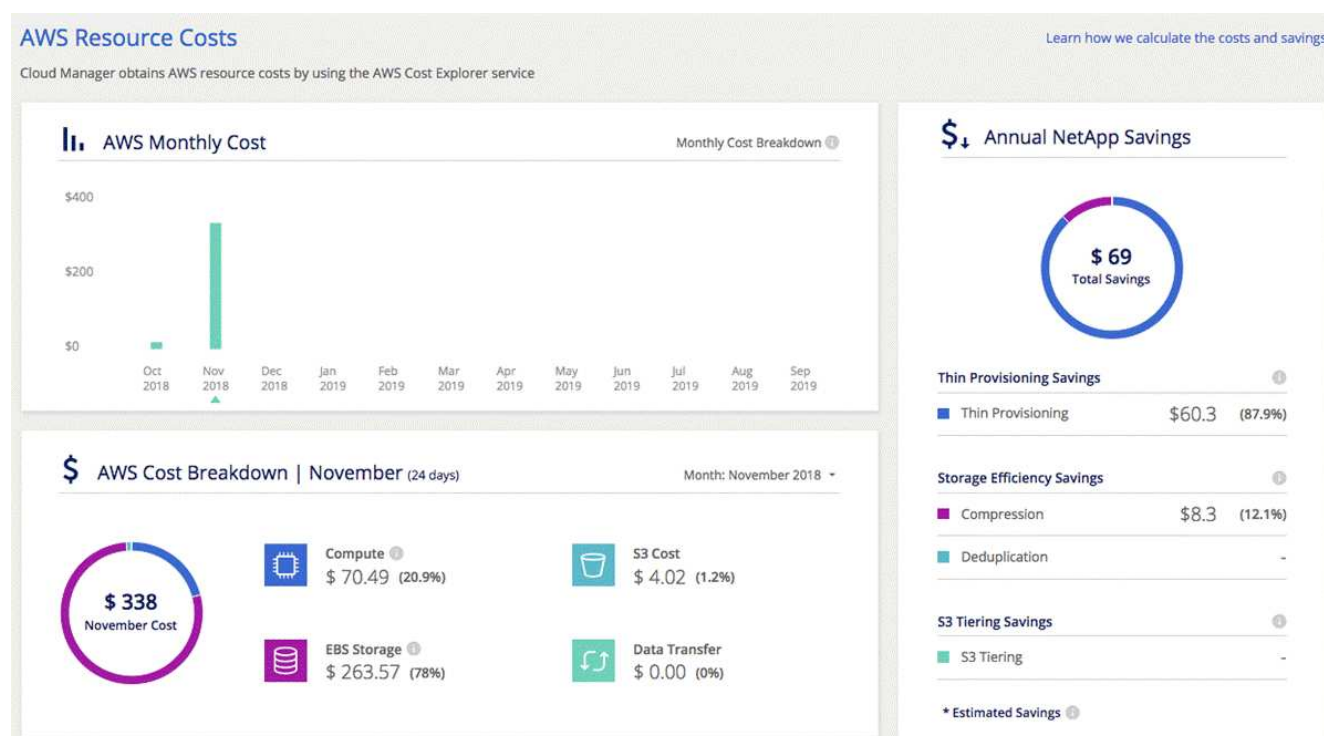 AWS Resource Costs
Learn how we calculate the costs and savings
Cloud Manager obtains AWS resource costs by using the AWS Cost Explorer service
AWS Monthly Cost
Monthly Cost Breakdown
$400
$200
$0
Oct Nov Dec Jan Feb Mar Apr May Jun Jul Aug Sep
2018 2018 2018 2019 2019 2019 2019 2019 2019 2019 2019 2019
AWS Cost Breakdown | November (24 days)
Month: November 2018
$ 338
November Cost
Compute
$ 70.49 (20.9%)
S3 Cost
$ 4.02 (1.2%)
EBS Storage
$ 263.57 (78%)
Data Transfer
$ 0.00 (0%)
Annual NetApp Savings
$ 69
Total Savings
Thin Provisioning Savings
Thin Provisioning $60.3 (87.9%)
Storage Efficiency Savings
Compression $8.3 (12.1%)
Deduplication -
S3 Tiering Savings
S3 Tiering -
* Estimated Savings